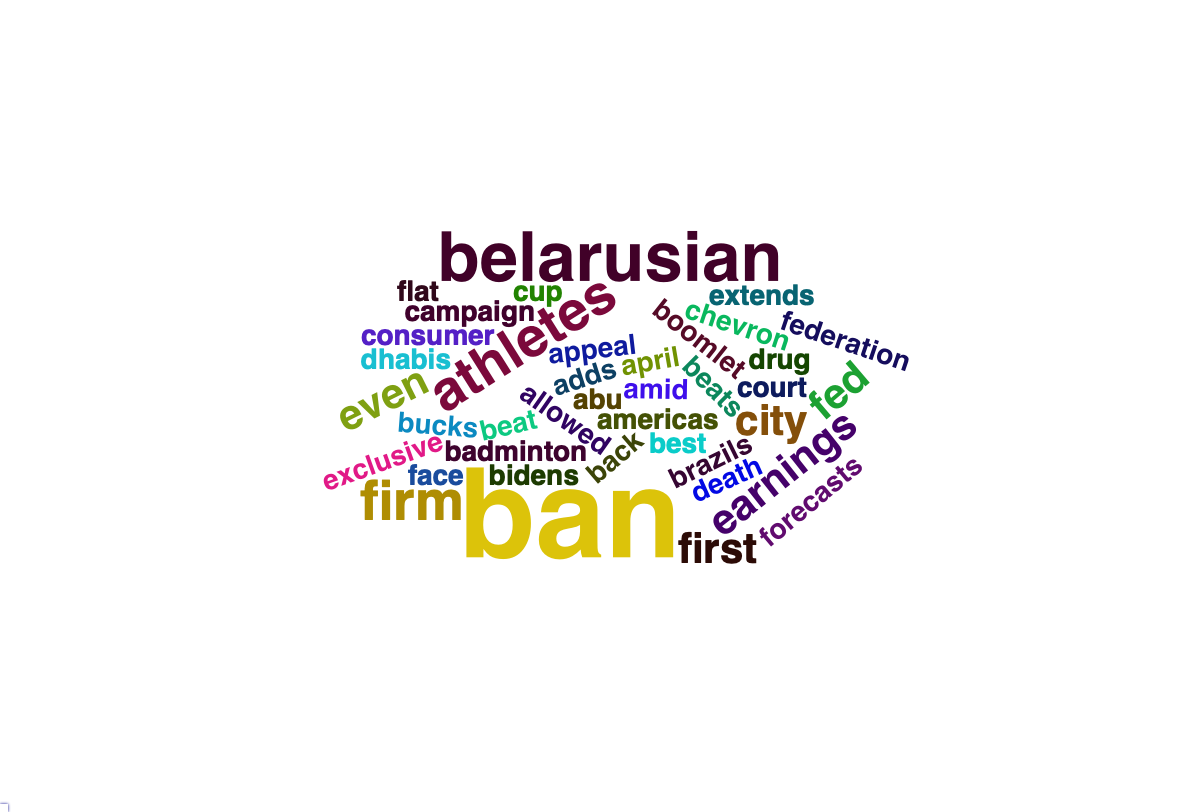 belarusian
flat
cup
extends
campaign
athletes
boomlet
chevron
federation
consumer
dhabis
appeal
april
drug
adds
amid
beats
court
fed
even
allowed
abu
americas
city
bucks
beat
back
best
exclusive
badminton
brazils
earnings
face
bidens
death
forecasts
firm
ban
first